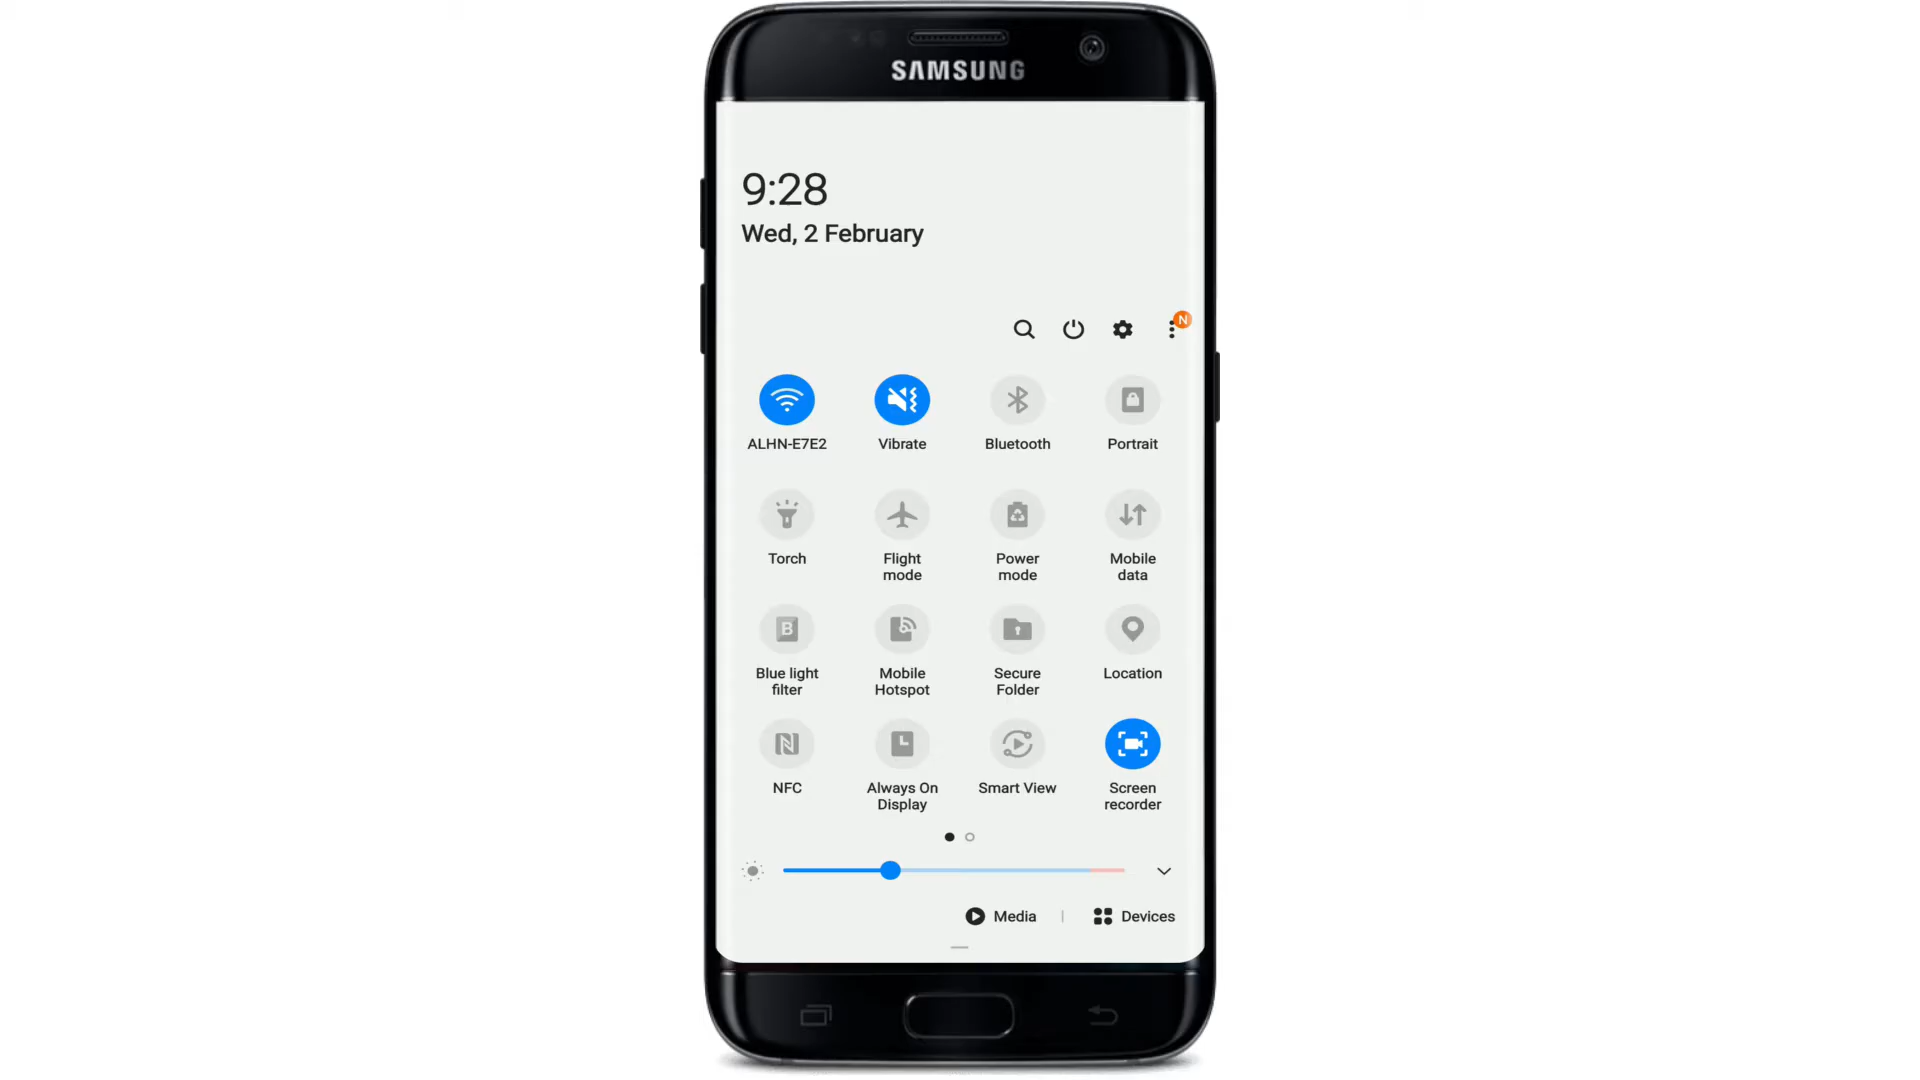 SAMSUNG
9:28
Wed, 2 February
N
ALHN-E7E2
Vibrate
Bluetooth
Portrait
Torch
Flight
mode
Power
mode
Mobile
data
B
Blue light
filter
Mobile
Hotspot
Secure
Folder
Location
NFC
Always On
Display
Smart View
Screen
recorder
Media
Devices